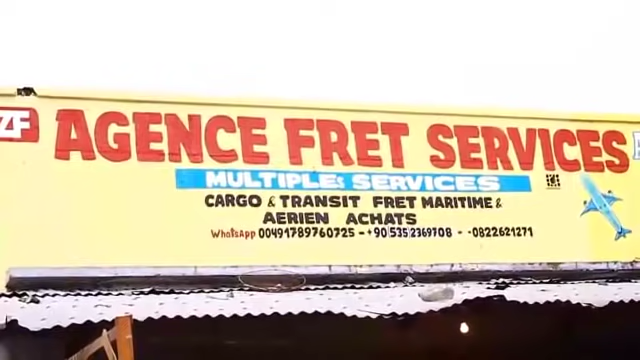 ZF
AGENCE FRET SERVICES
MULTIPLES SERVICES
CARGO & TRANSIT FRET MARITIME &
AERIEN ACHATS
WhatsApp 00491789760725 - +90 535 2369708 - 0822621271